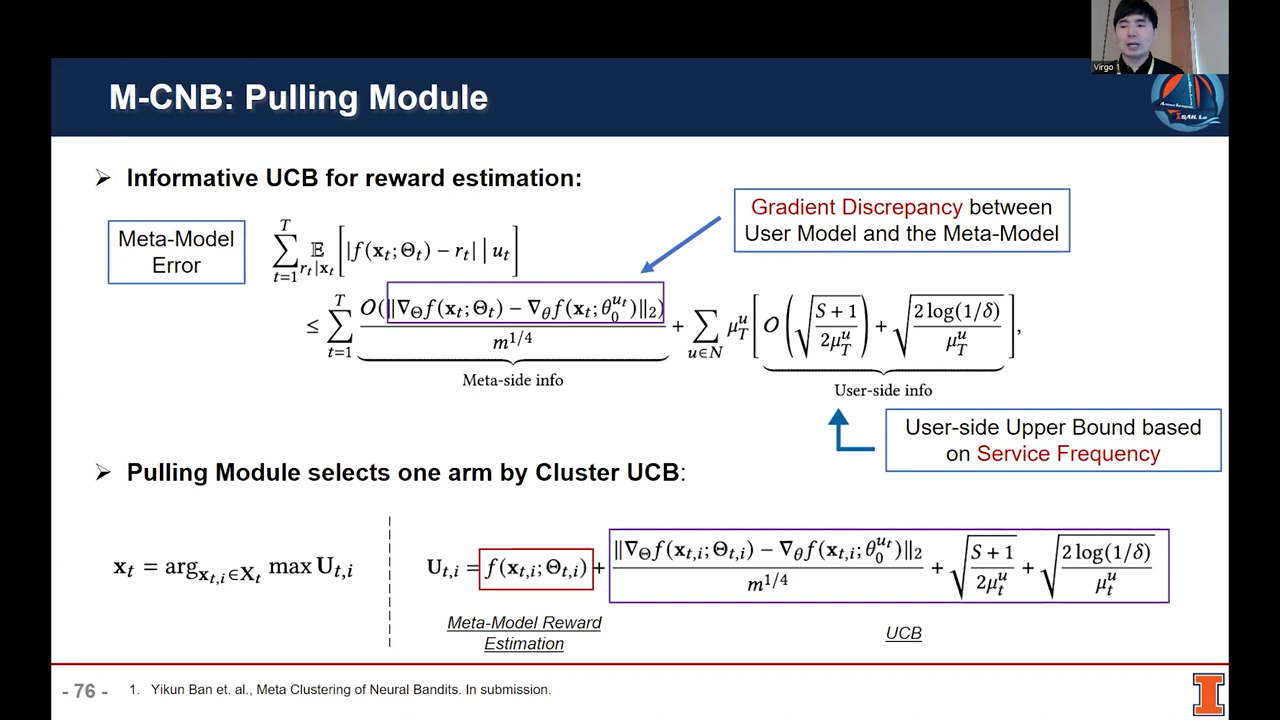 Virgo
M-CNB: Pulling Module
➢ Informative UCB for reward estimation:
Gradient Discrepancy between
User Model and the Meta-Model
Meta-Model
Error
∑_{t=1}^{T} 𝔼_{r_t|𝐱_t} [ |f(𝐱_t; Θ_t) − r_t| | u_t ]
≤ ∑_{t=1}^{T} O(‖∇_Θ f(𝐱_t; Θ_t) − ∇_θ f(𝐱_t; θ_0^{u_t})‖_2) / m^{1/4} + ∑_{u∈N} μ_T^u [ O( √((S + 1) / (2μ_T^u)) ) + √(2 log(1/δ) / μ_T^u) ],
Meta-side info
User-side info
User-side Upper Bound based
on Service Frequency
➢ Pulling Module selects one arm by Cluster UCB:
𝐱_t = arg_{𝐱_{t,i}∈𝐗_t} max 𝐔_{t,i}
𝐔_{t,i} = f(𝐱_{t,i}; Θ_{t,i}) + ‖∇_Θ f(𝐱_{t,i}; Θ_{t,i}) − ∇_θ f(𝐱_{t,i}; θ_0^{u_t})‖_2 / m^{1/4} + √((S + 1) / (2μ_t^u)) + √(2 log(1/δ) / μ_t^u)
Meta-Model Reward
Estimation
UCB
- 76 -
1. Yikun Ban et. al., Meta Clustering of Neural Bandits. In submission.